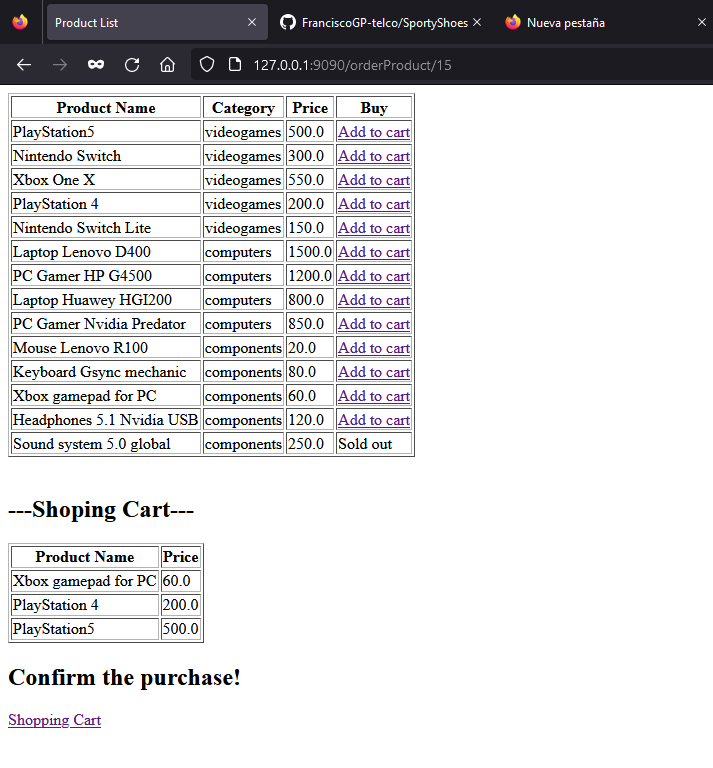 Product List
FranciscoGP-telco/SportyShoes
Nueva pestaña
127.0.0.1:9090/orderProduct/15
Product Name Category Price Buy
PlayStation5 videogames 500.0 Add to cart
Nintendo Switch videogames 300.0 Add to cart
Xbox One X videogames 550.0 Add to cart
PlayStation 4 videogames 200.0 Add to cart
Nintendo Switch Lite videogames 150.0 Add to cart
Laptop Lenovo D400 computers 1500.0 Add to cart
PC Gamer HP G4500 computers 1200.0 Add to cart
Laptop Huawey HGI200 computers 800.0 Add to cart
PC Gamer Nvidia Predator computers 850.0 Add to cart
Mouse Lenovo R100 components 20.0 Add to cart
Keyboard Gsync mechanic components 80.0 Add to cart
Xbox gamepad for PC components 60.0 Add to cart
Headphones 5.1 Nvidia USB components 120.0 Add to cart
Sound system 5.0 global components 250.0 Sold out
---Shoping Cart---
Product Name Price
Xbox gamepad for PC 60.0
PlayStation 4 200.0
PlayStation5 500.0
Confirm the purchase!
Shopping Cart